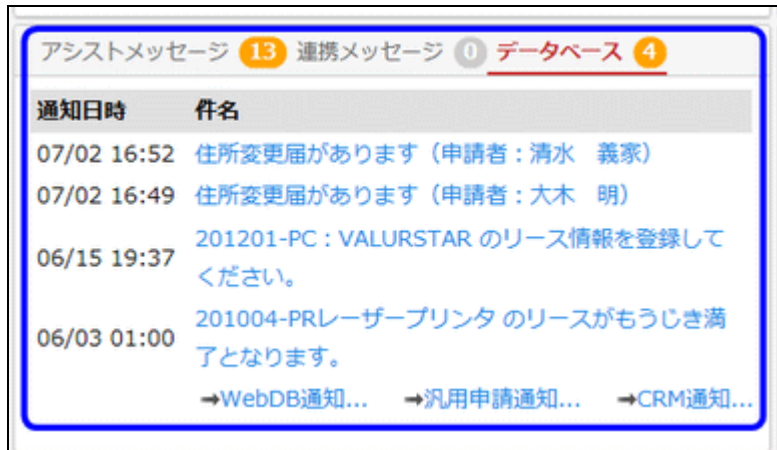 アシストメッセージ 13 連携メッセージ 0 データベース 4
通知日時 件名
07/02 16:52 住所変更届があります（申請者：清水　義家）
07/02 16:49 住所変更届があります（申請者：大木　明）
06/15 19:37 201201-PC：VALURSTAR のリース情報を登録して
ください。
06/03 01:00 201004-PRレーザープリンタ のリースがもうじき満
了となります。
➡WebDB通知... ➡汎用申請通知... ➡CRM通知...